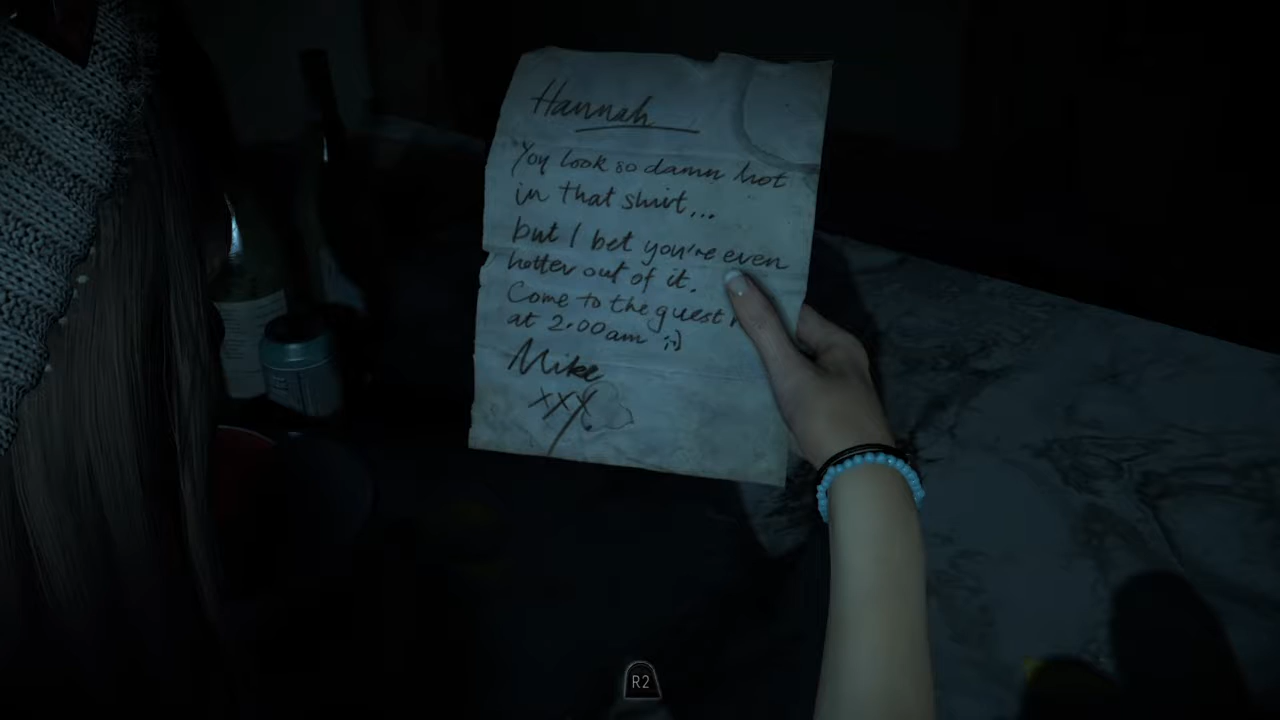 Hannah
You look so damn hot
in that shirt...
but I bet you're even
hotter out of it.
Come to the guest
at 2.00am ;)
Mike
xxx
R2